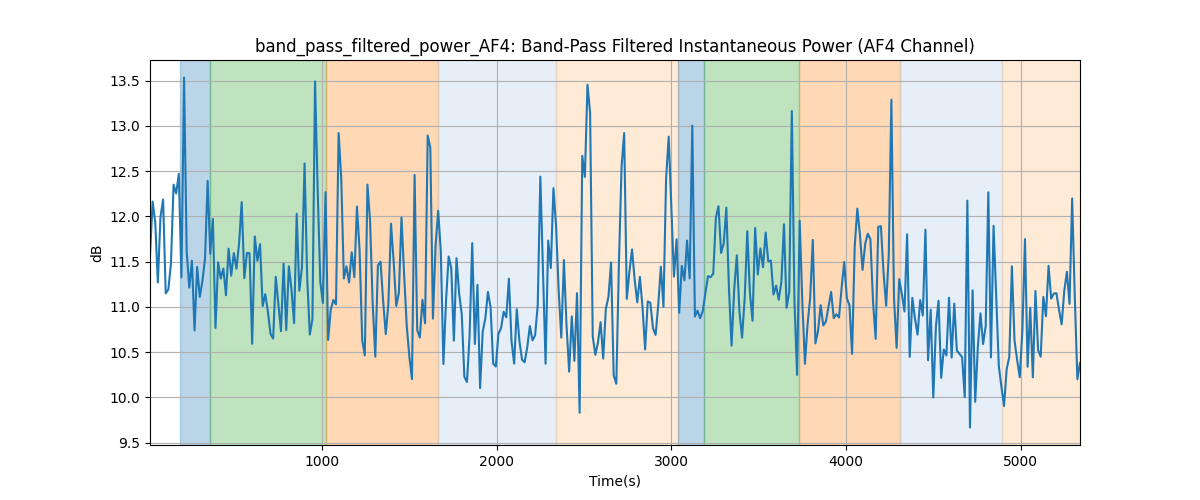 band_pass_filtered_power_AF4: Band-Pass Filtered Instantaneous Power (AF4 Channel)
dB
13.5
13.0
12.5
12.0
11.5
11.0
10.5
10.0
9.5
1000 2000 3000 4000 5000
Time(s)